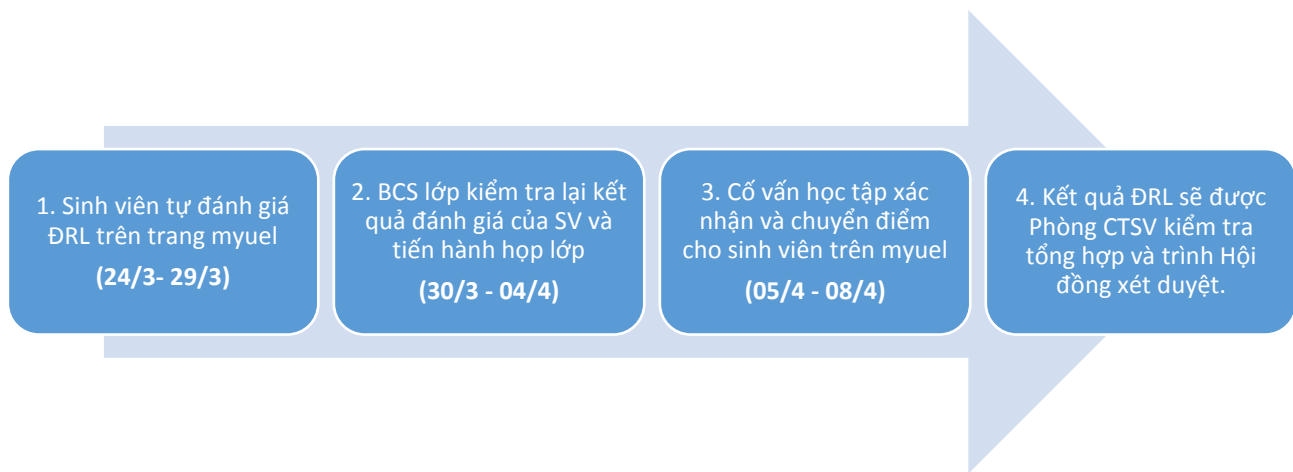 1. Sinh viên tự đánh giá
ĐRL trên trang myuel
(24/3- 29/3)
2. BCS lớp kiểm tra lại kết
quả đánh giá của SV và
tiến hành họp lớp
(30/3 - 04/4)
3. Cố vấn học tập xác
nhận và chuyển điểm
cho sinh viên trên myuel
(05/4 - 08/4)
4. Kết quả ĐRL sẽ được
Phòng CTSV kiểm tra
tổng hợp và trình Hội
đồng xét duyệt.